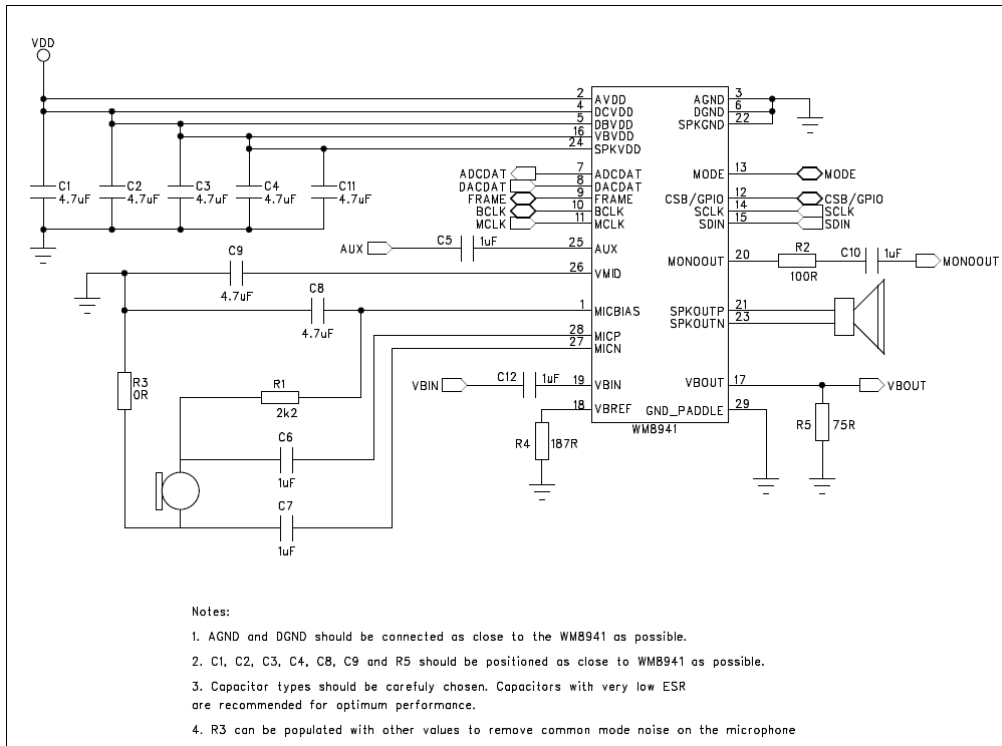 VDD
2 AVDD
4 DCVDD
5 DBVDD
16 VBVDD
24 SPKVDD
AGND 3
DGND 6
SPKGND 22
C1 4.7uF
C2 4.7uF
C3 4.7uF
C4 4.7uF
C11 4.7uF
ADCDAT 7 ADCDAT
DACDAT 8 DACDAT
FRAME 9 FRAME
BCLK 10 BCLK
MCLK 11 MCLK
MODE 13 MODE
CSB/GPIO 12 CSB/GPIO
SCLK 14 SCLK
SDIN 15 SDIN
AUX C5 1uF 25 AUX
C9 4.7uF 26 VMID
MONOOUT 20 R2 100R C10 1uF MONOOUT
C8 4.7uF 1 MICBIAS
SPKOUTP 21
SPKOUTN 23
28 MICP
27 MICN
R3 0R
R1 2k2
VBIN C12 1uF 19 VBIN
VBOUT 17 VBOUT
18 VBREF
GND_PADDLE 29
WM8941
R4 187R
R5 75R
C6 1uF
C7 1uF
Notes:
1. AGND and DGND should be connected as close to the WM8941 as possible.
2. C1, C2, C3, C4, C8, C9 and R5 should be positioned as close to WM8941 as possible.
3. Capacitor types should be carefuly chosen. Capacitors with very low ESR
are recommended for optimum performance.
4. R3 can be populated with other values to remove common mode noise on the microphone